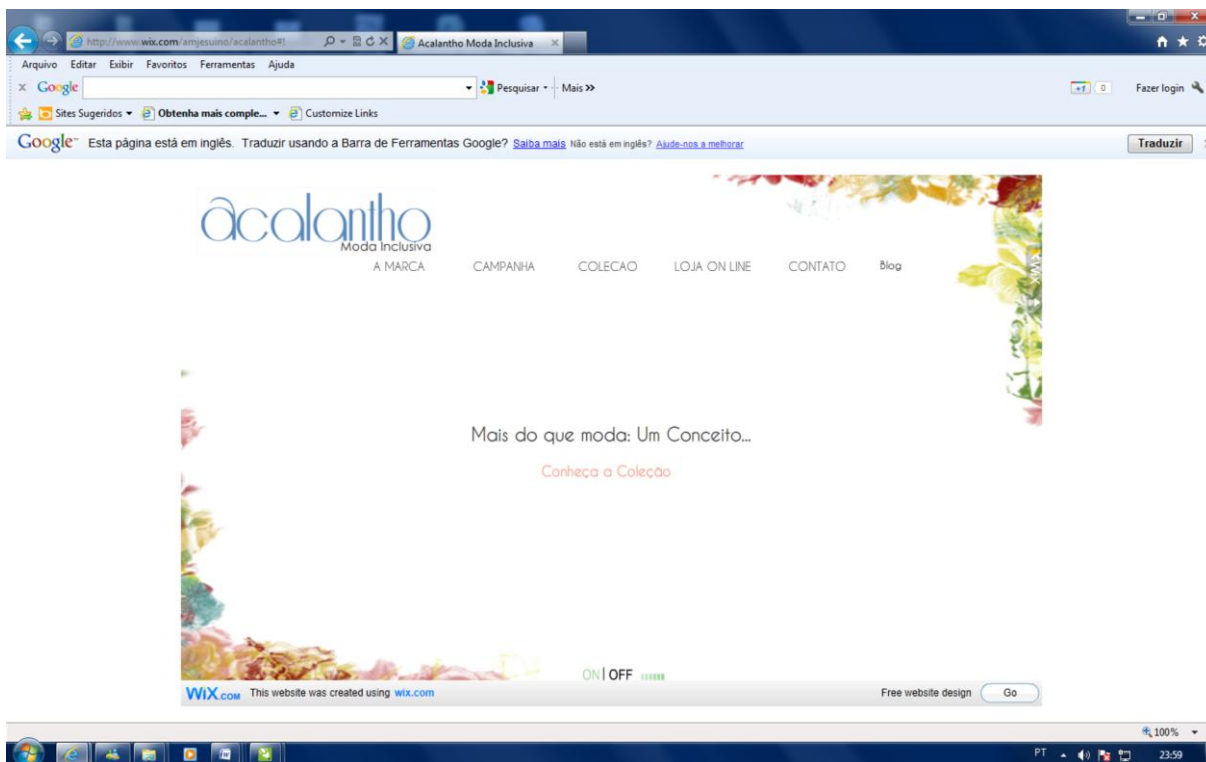 http://www.wix.com/amjesuino/acalantho#!
Acalantho Moda Inclusiva
Arquivo Editar Exibir Favoritos Ferramentas Ajuda
x Google Pesquisar Mais >> +1 0 Fazer login
Sites Sugeridos Obtenha mais comple... Customize Links
Google Esta página está em inglês. Traduzir usando a Barra de Ferramentas Google? Saiba mais Não está em inglês? Ajude-nos a melhorar Traduzir
acalantho
Moda Inclusiva
A MARCA CAMPANHA COLECAO LOJA ON LINE CONTATO Blog
WIX
Mais do que moda: Um Conceito...
Conheça a Coleção
ON| OFF
WiX.com This website was created using wix.com Free website design Go
100%
PT 23:59